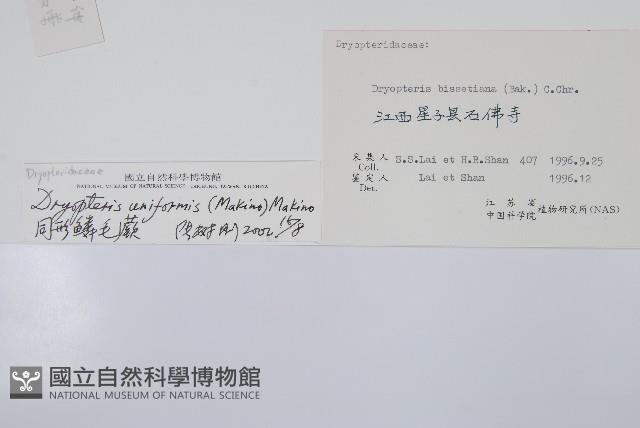 Dryopteridaceae:
Dryopteris bissetiana (Bak.) C.Chr.
江西星子县石佛寺
采集人 Coll. S.S.Lai et H.R.Shan 407 1996.9.25
鉴定人 Det. Lai et Shan 1996.12
江苏省
中国科学院 植物研究所(NAS)
Dryopteridaceae
國立自然科學博物館
NATIONAL MUSEUM OF NATURAL SCIENCE, TAICHUNG, TAIWAN, R.O.CHINA
Dryopteris uniformis (Makino) Makino
同形鱗毛蕨 2002
國立自然科學博物館
NATIONAL MUSEUM OF NATURAL SCIENCE